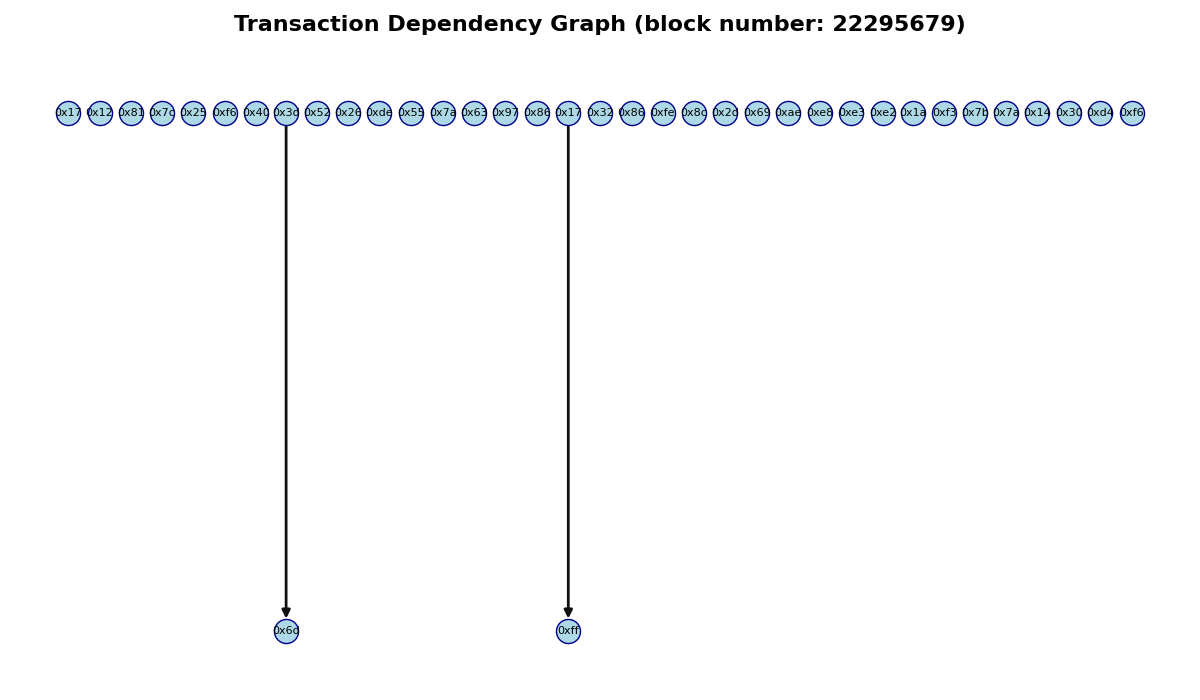 Transaction Dependency Graph (block number: 22295679)
0x17 0x12 0x81 0x7c 0x25 0xf6 0x40 0x3d 0x52 0x26 0xde 0x55 0x7a 0x63 0x97 0x86 0x17 0x32 0x86 0xfe 0x8c 0x2d 0x69 0xae 0xe8 0xe3 0xe2 0x1a 0xf3 0x7b 0x7a 0x14 0x30 0xd4 0xf6
0x6d 0xff